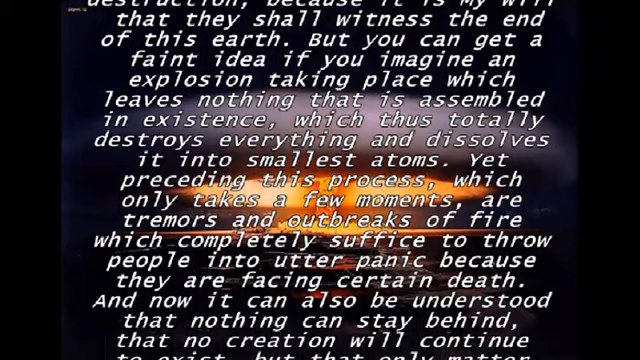 destruction, because it is My will
that they shall witness the end
of this earth. But you can get a
faint idea if you imagine an
explosion taking place which
leaves nothing that is assembled
in existence, which thus totally
destroys everything and dissolves
it into smallest atoms. Yet
preceding this process, which
only takes a few moments, are
tremors and outbreaks of fire
which completely suffice to throw
people into utter panic because
they are facing certain death.
And now it can also be understood
that nothing can stay behind,
that no creation will continue
to exist, but that only matter